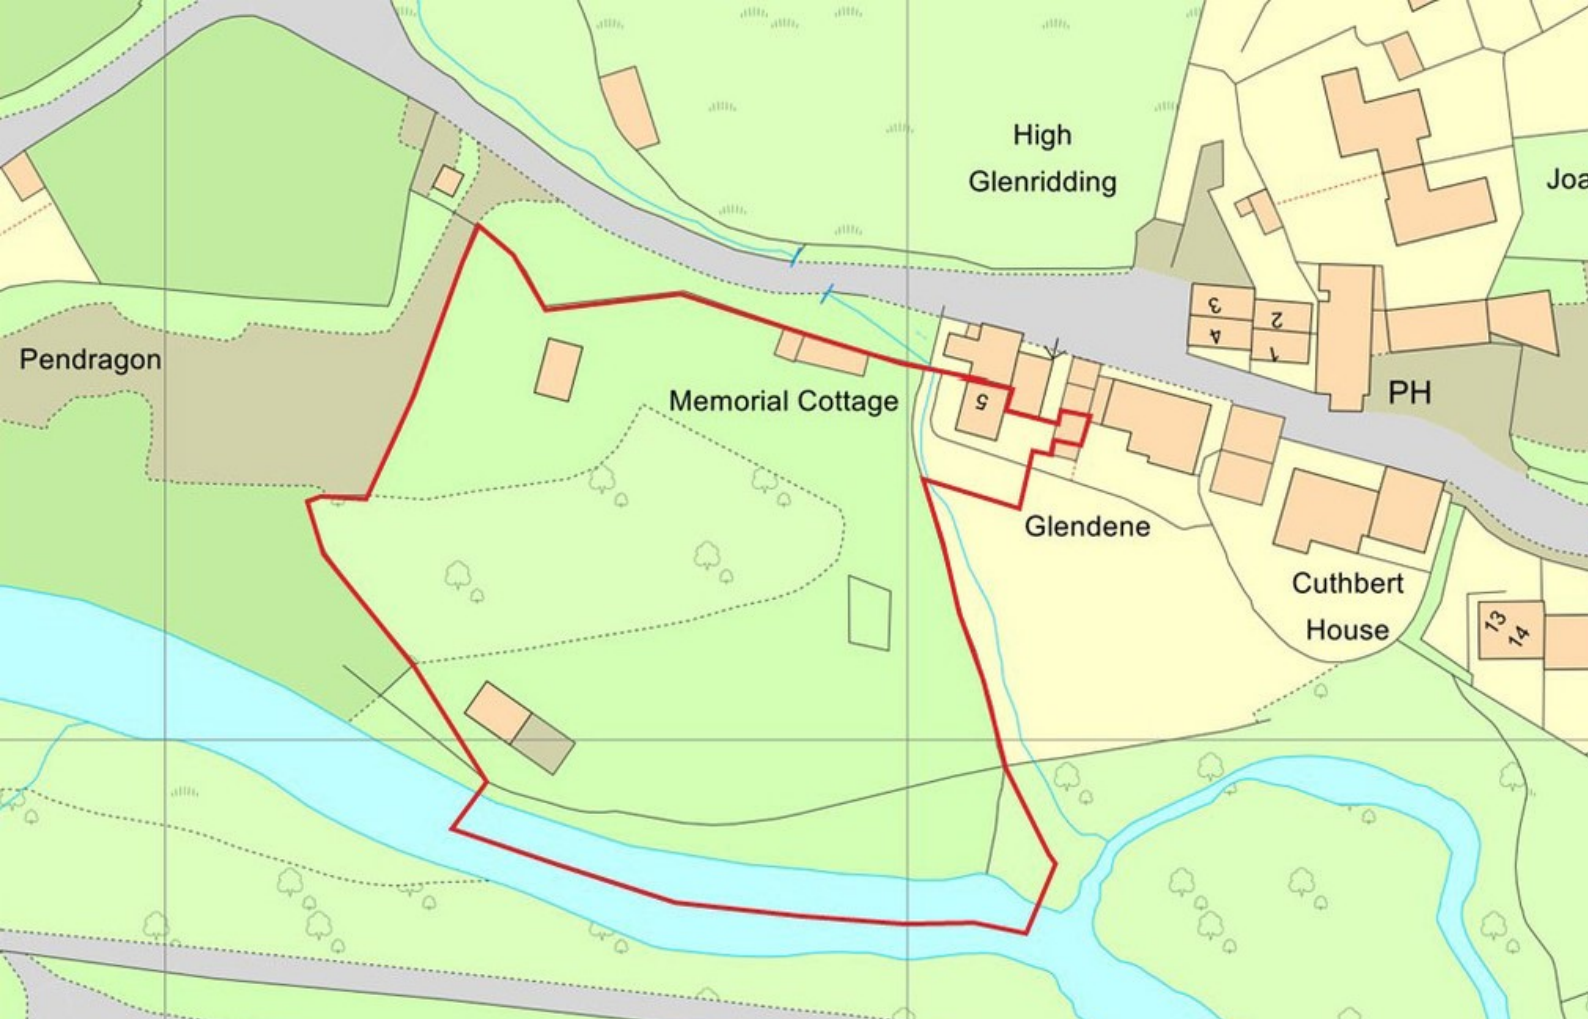 High
Glenridding
Joa
3
4
2
1
Pendragon
PH
Memorial Cottage
5
Glendene
Cuthbert
House
13
14